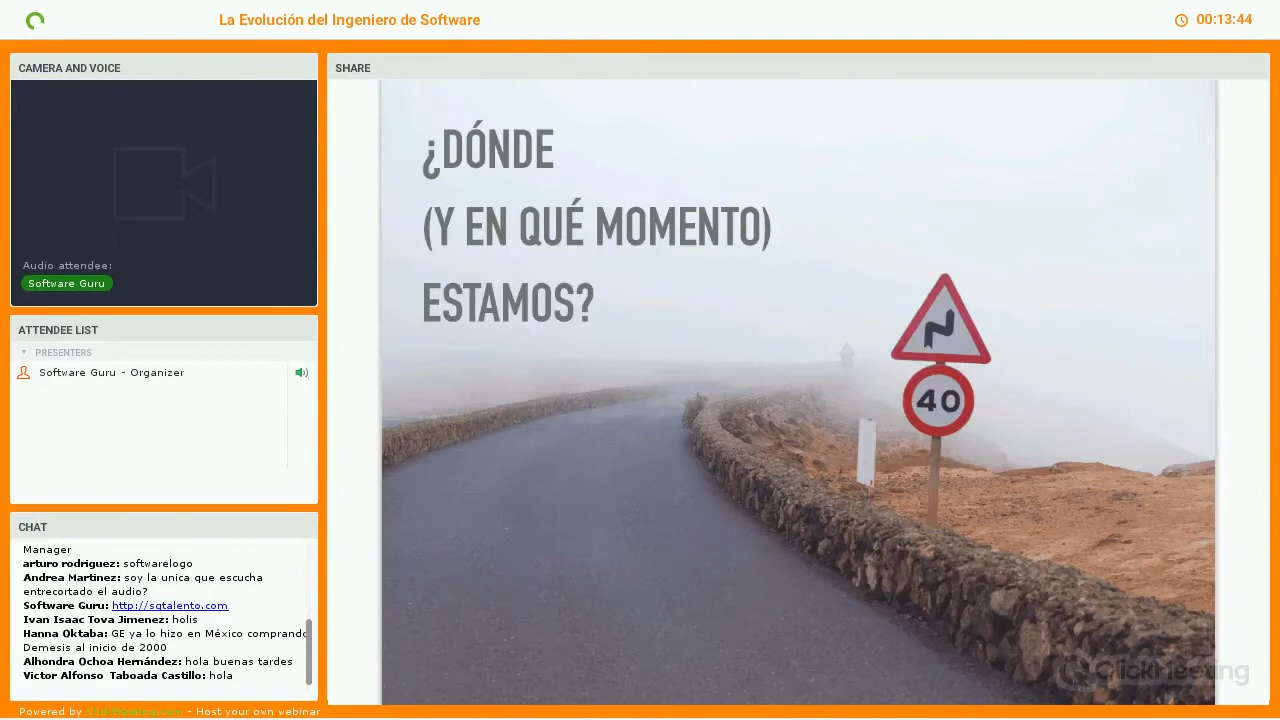 La Evolución del Ingeniero de Software
00:13:44
CAMERA AND VOICE
Audio attendee:
Software Guru
ATTENDEE LIST
PRESENTERS
Software Guru - Organizer
CHAT
Manager
arturo rodriguez: softwarelogo
Andrea Martinez: soy la unica que escucha
entrecortado el audio?
Software Guru: http://sgtalento.com
Ivan Isaac Tova Jimenez: holis
Hanna Oktaba: GE ya lo hizo en México comprando
Demesis al inicio de 2000
Alhondra Ochoa Hernández: hola buenas tardes
Victor Alfonso Taboada Castillo: hola
Powered by ClickMeeting.com - Host your own webinar
SHARE
¿DÓNDE
(Y EN QUÉ MOMENTO)
ESTAMOS?
40
ClickMeeting